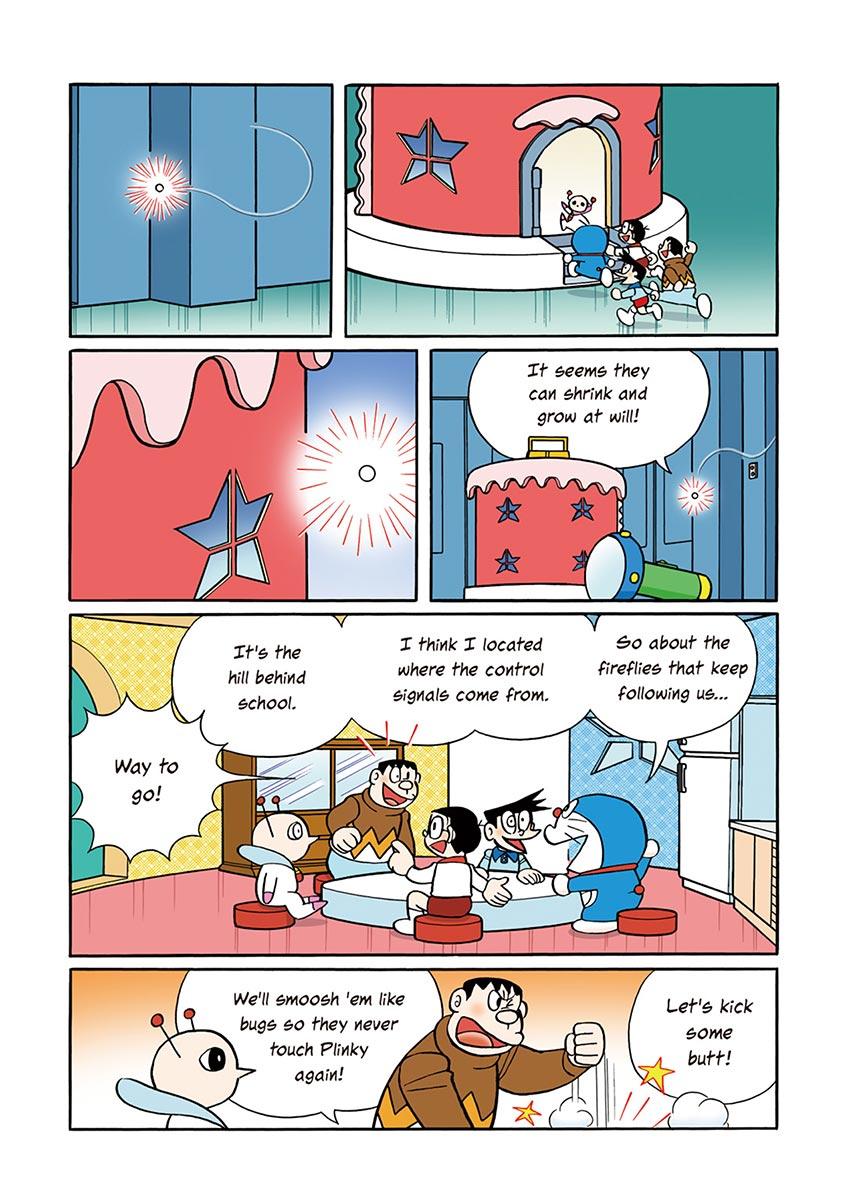 It seems they
can shrink and
grow at will!
So about the
fireflies that keep
following us...
I think I located
where the control
signals come from.
It's the
hill behind
school.
Way to
go!
Let's kick
some
butt!
We'll smoosh 'em like
bugs so they never
touch Plinky
again!